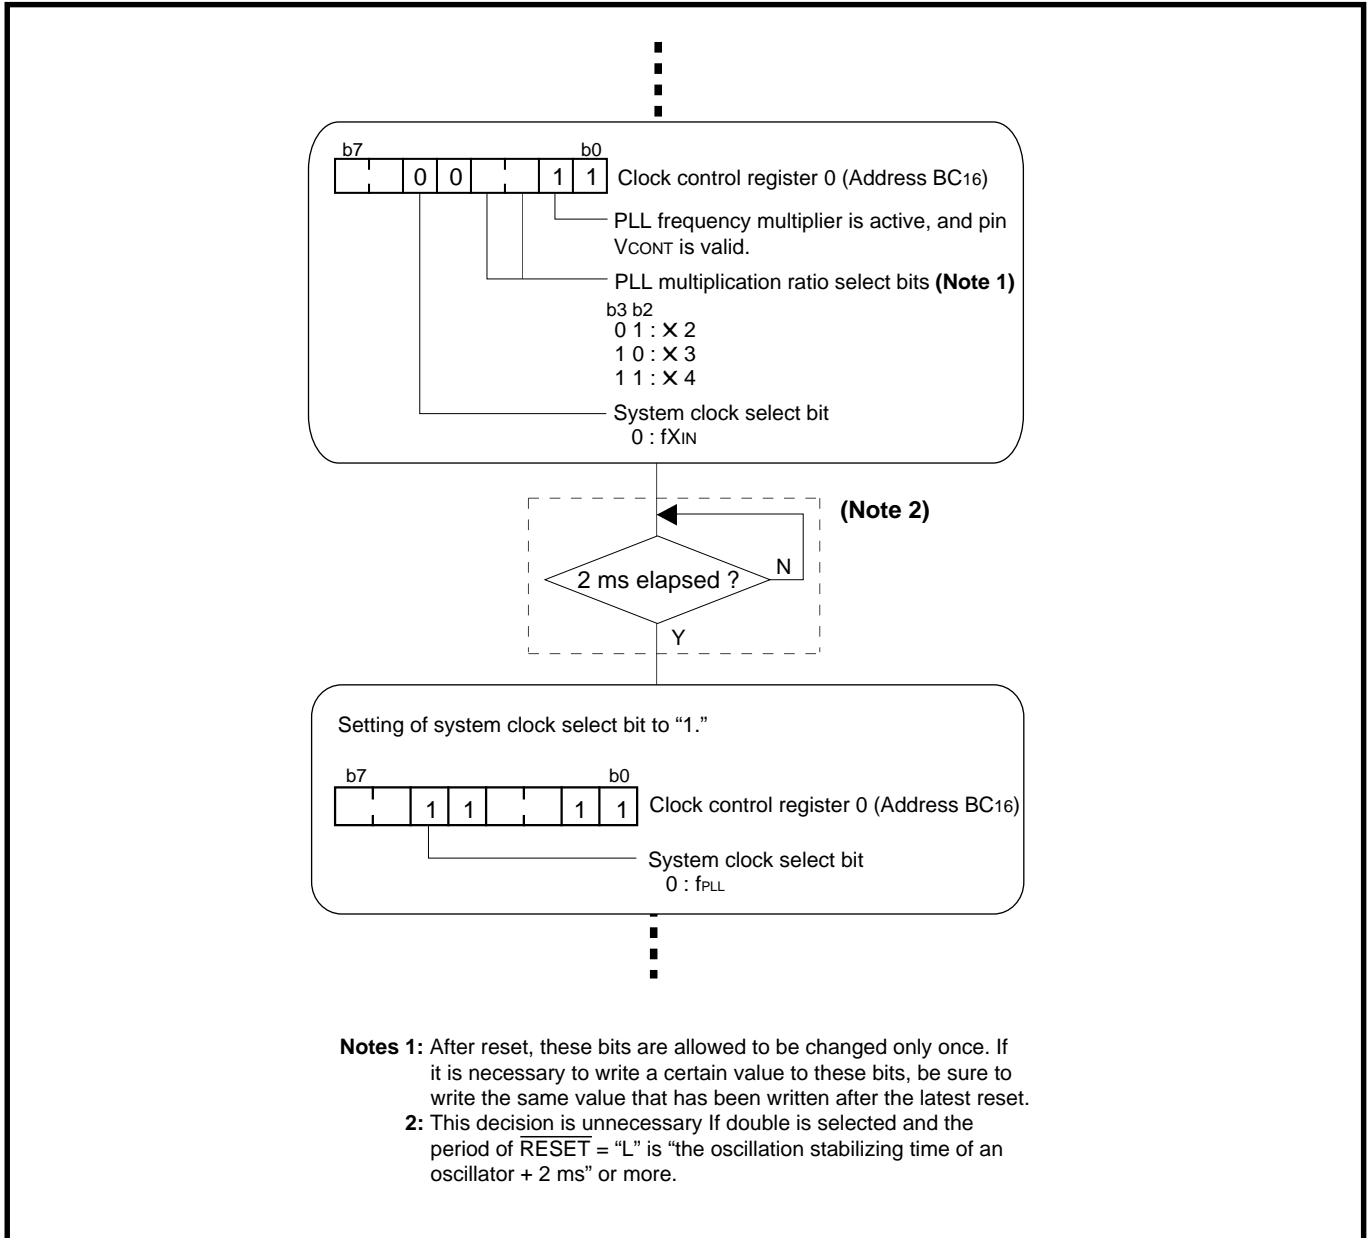 b7 b0
0 0 1 1 Clock control register 0 (Address BC16)
PLL frequency multiplier is active, and pin
VCONT is valid.
PLL multiplication ratio select bits (Note 1)
b3 b2
0 1 : × 2
1 0 : × 3
1 1 : × 4
System clock select bit
0 : fXIN
(Note 2)
2 ms elapsed ?
N
Y
Setting of system clock select bit to “1.”
b7 b0
1 1 1 1 Clock control register 0 (Address BC16)
System clock select bit
0 : fPLL
Notes 1: After reset, these bits are allowed to be changed only once. If
it is necessary to write a certain value to these bits, be sure to
write the same value that has been written after the latest reset.
2: This decision is unnecessary If double is selected and the
period of RESET = “L” is “the oscillation stabilizing time of an
oscillator + 2 ms” or more.